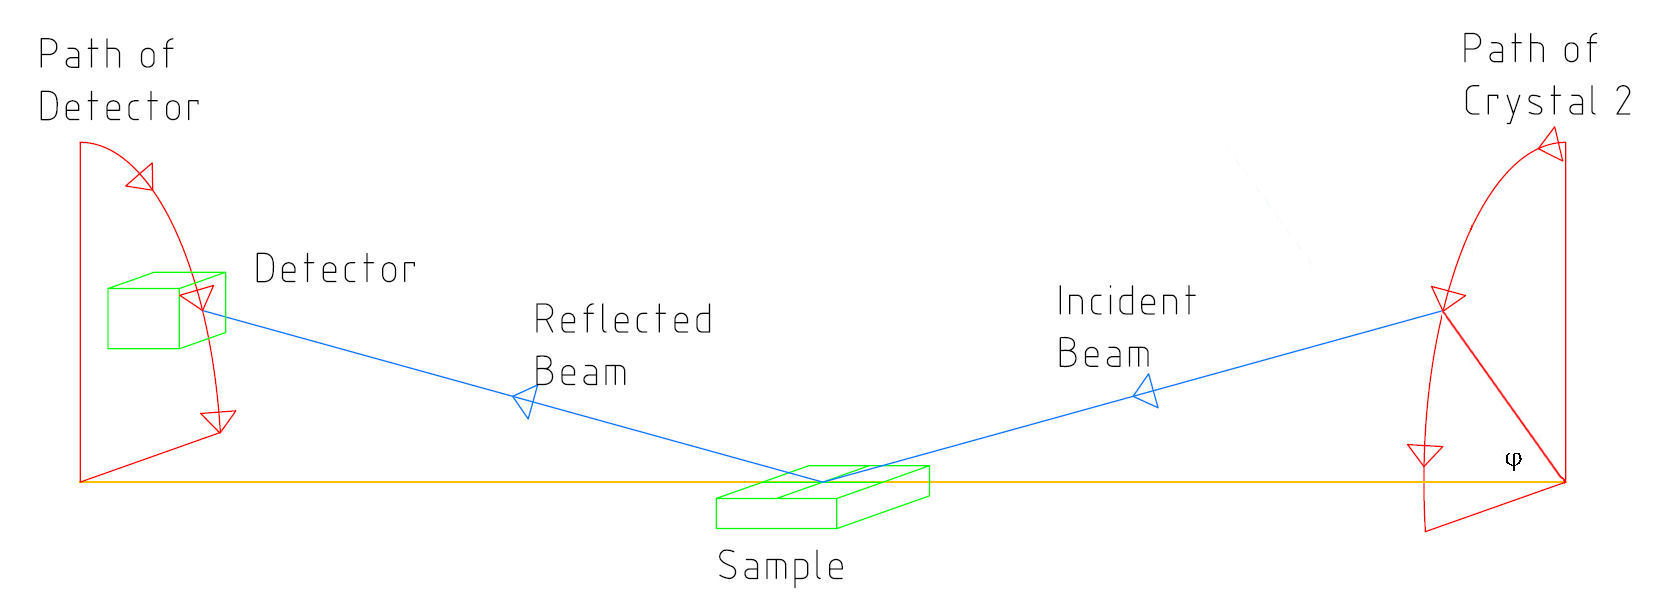 Path of
Detector
Path of
Crystal 2
Detector
Reflected
Beam
Incident
Beam
φ
Sample